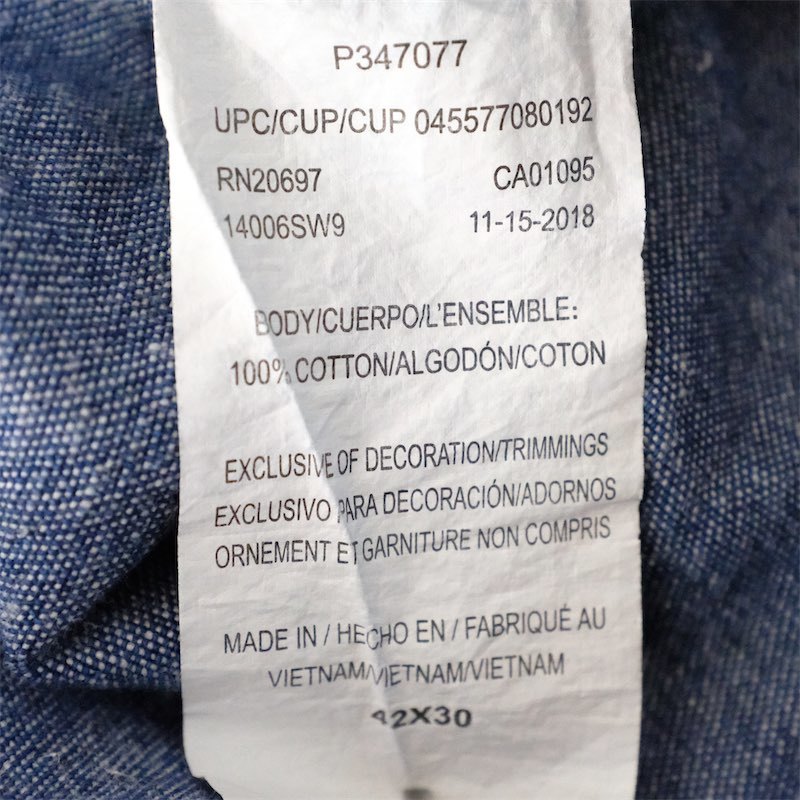 P347077
UPC/CUP/CUP 045577080192
RN20697 CA01095
14006SW9 11-15-2018
BODY/CUERPO/L'ENSEMBLE:
100% COTTON/ALGODÓN/COTON
EXCLUSIVE OF DECORATION/TRIMMINGS
EXCLUSIVO PARA DECORACIÓN/ADORNOS
ORNEMENT ET GARNITURE NON COMPRIS
MADE IN / HECHO EN / FABRIQUÉ AU
VIETNAM/VIETNAM/VIETNAM
42X30